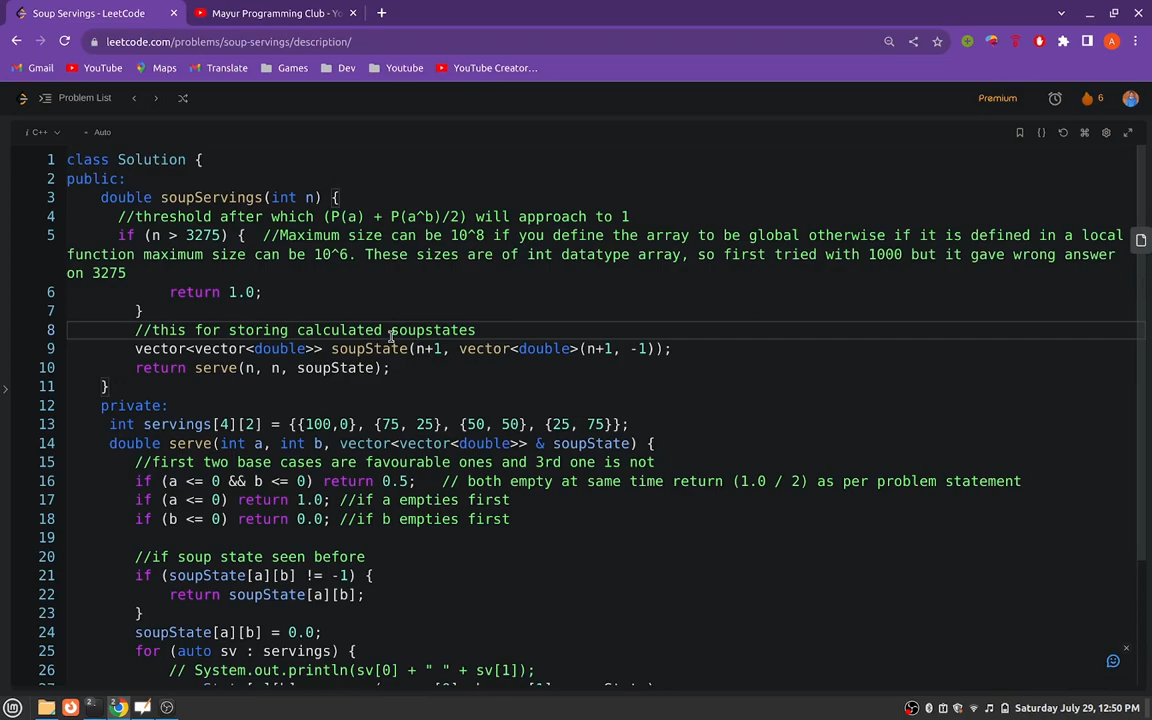 Soup Servings - LeetCode
Mayur Programming Club - Yo
leetcode.com/problems/soup-servings/description/
A
Gmail YouTube Maps Translate Games Dev Youtube YouTube Creator...
Problem List
Premium
6
C++ Auto
1 class Solution {
2 public:
3 double soupServings(int n) {
4 //threshold after which (P(a) + P(a^b)/2) will approach to 1
5 if (n > 3275) { //Maximum size can be 10^8 if you define the array to be global otherwise if it is defined in a local
function maximum size can be 10^6. These sizes are of int datatype array, so first tried with 1000 but it gave wrong answer
on 3275
6 return 1.0;
7 }
8 //this for storing calculated soupstates
9 vector<vector<double>> soupState(n+1, vector<double>(n+1, -1));
10 return serve(n, n, soupState);
11 }
12 private:
13 int servings[4][2] = {{100,0}, {75, 25}, {50, 50}, {25, 75}};
14 double serve(int a, int b, vector<vector<double>> & soupState) {
15 //first two base cases are favourable ones and 3rd one is not
16 if (a <= 0 && b <= 0) return 0.5; // both empty at same time return (1.0 / 2) as per problem statement
17 if (a <= 0) return 1.0; //if a empties first
18 if (b <= 0) return 0.0; //if b empties first
19
20 //if soup state seen before
21 if (soupState[a][b] != -1) {
22 return soupState[a][b];
23 }
24 soupState[a][b] = 0.0;
25 for (auto sv : servings) {
26 // System.out.println(sv[0] + " " + sv[1]);
Saturday July 29, 12:50 PM